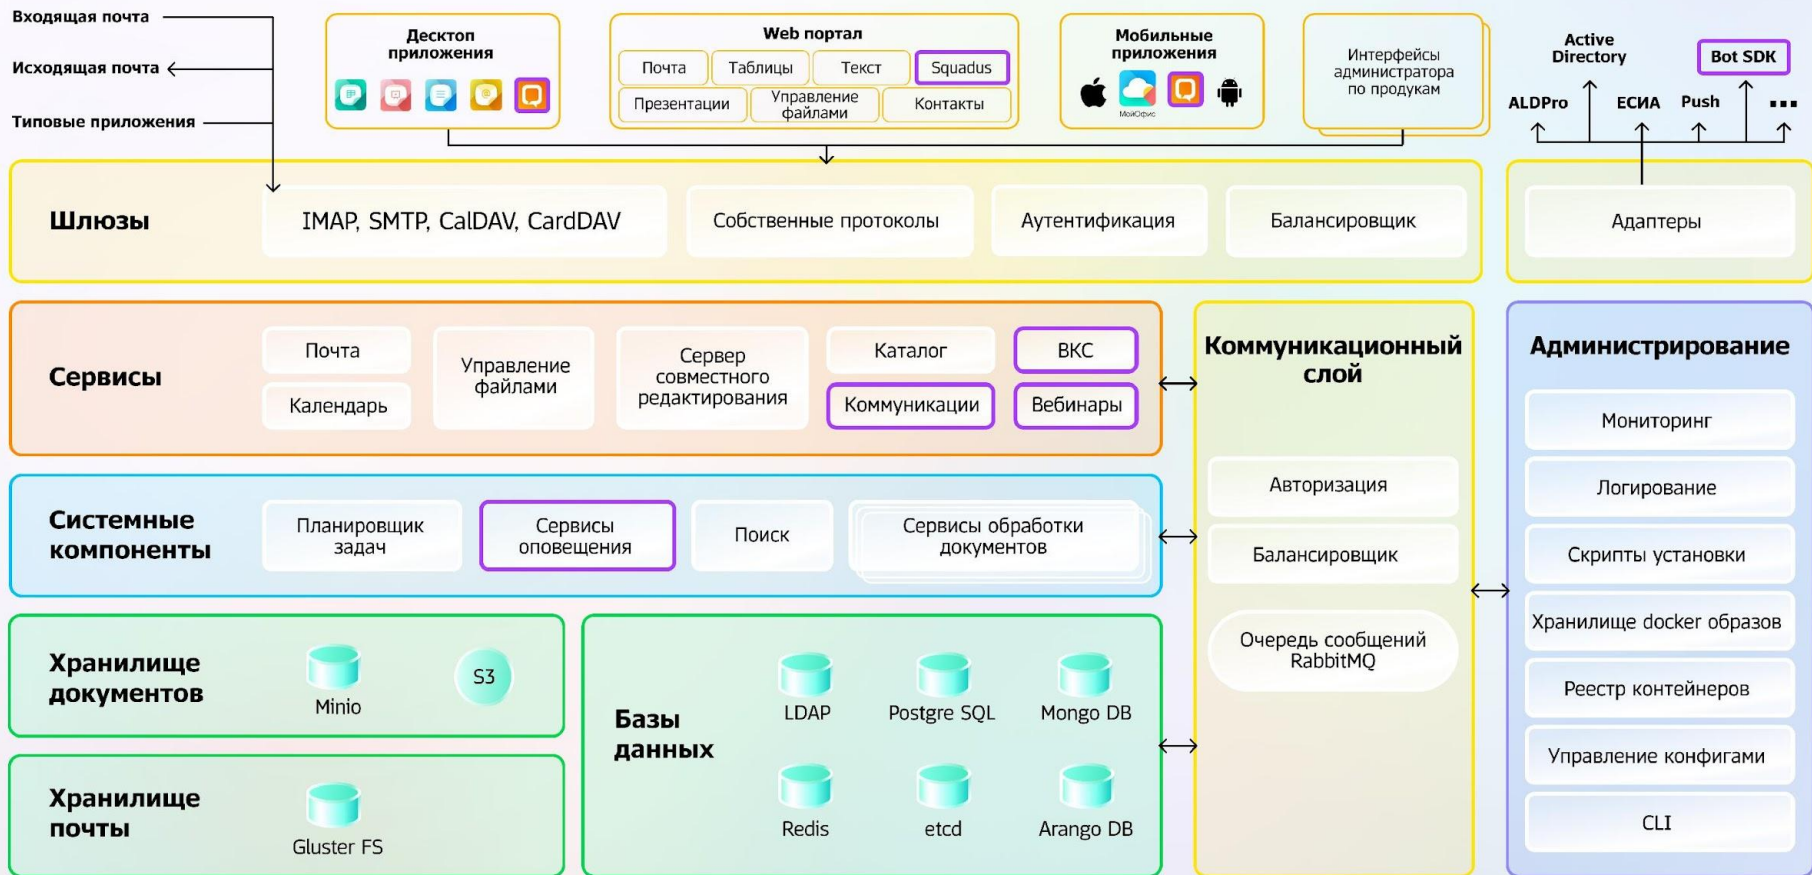 Входящая почта
Исходящая почта
Типовые приложения
Десктоп
приложения
Web портал
Почта
Таблицы
Текст
Squadus
Презентации
Управление
файлами
Контакты
Мобильные
приложения
МойОфис
Интерфейсы
администратора
по продукам
Active
Directory
Bot SDK
ALDPro
ЕСИА
Push
...
Шлюзы
IMAP, SMTP, CalDAV, CardDAV
Собственные протоколы
Аутентификация
Балансировщик
Адаптеры
Сервисы
Почта
Календарь
Управление
файлами
Сервер
совместного
редактирования
Каталог
ВКС
Коммуникации
Вебинары
Системные
компоненты
Планировщик
задач
Сервисы
оповещения
Поиск
Сервисы обработки
документов
Хранилище
документов
Minio
S3
Хранилище
почты
Gluster FS
Базы
данных
LDAP
Postgre SQL
Mongo DB
Redis
etcd
Arango DB
Коммуникационный
слой
Авторизация
Балансировщик
Очередь сообщений
RabbitMQ
Администрирование
Мониторинг
Логирование
Скрипты установки
Хранилище docker образов
Реестр контейнеров
Управление конфигами
CLI